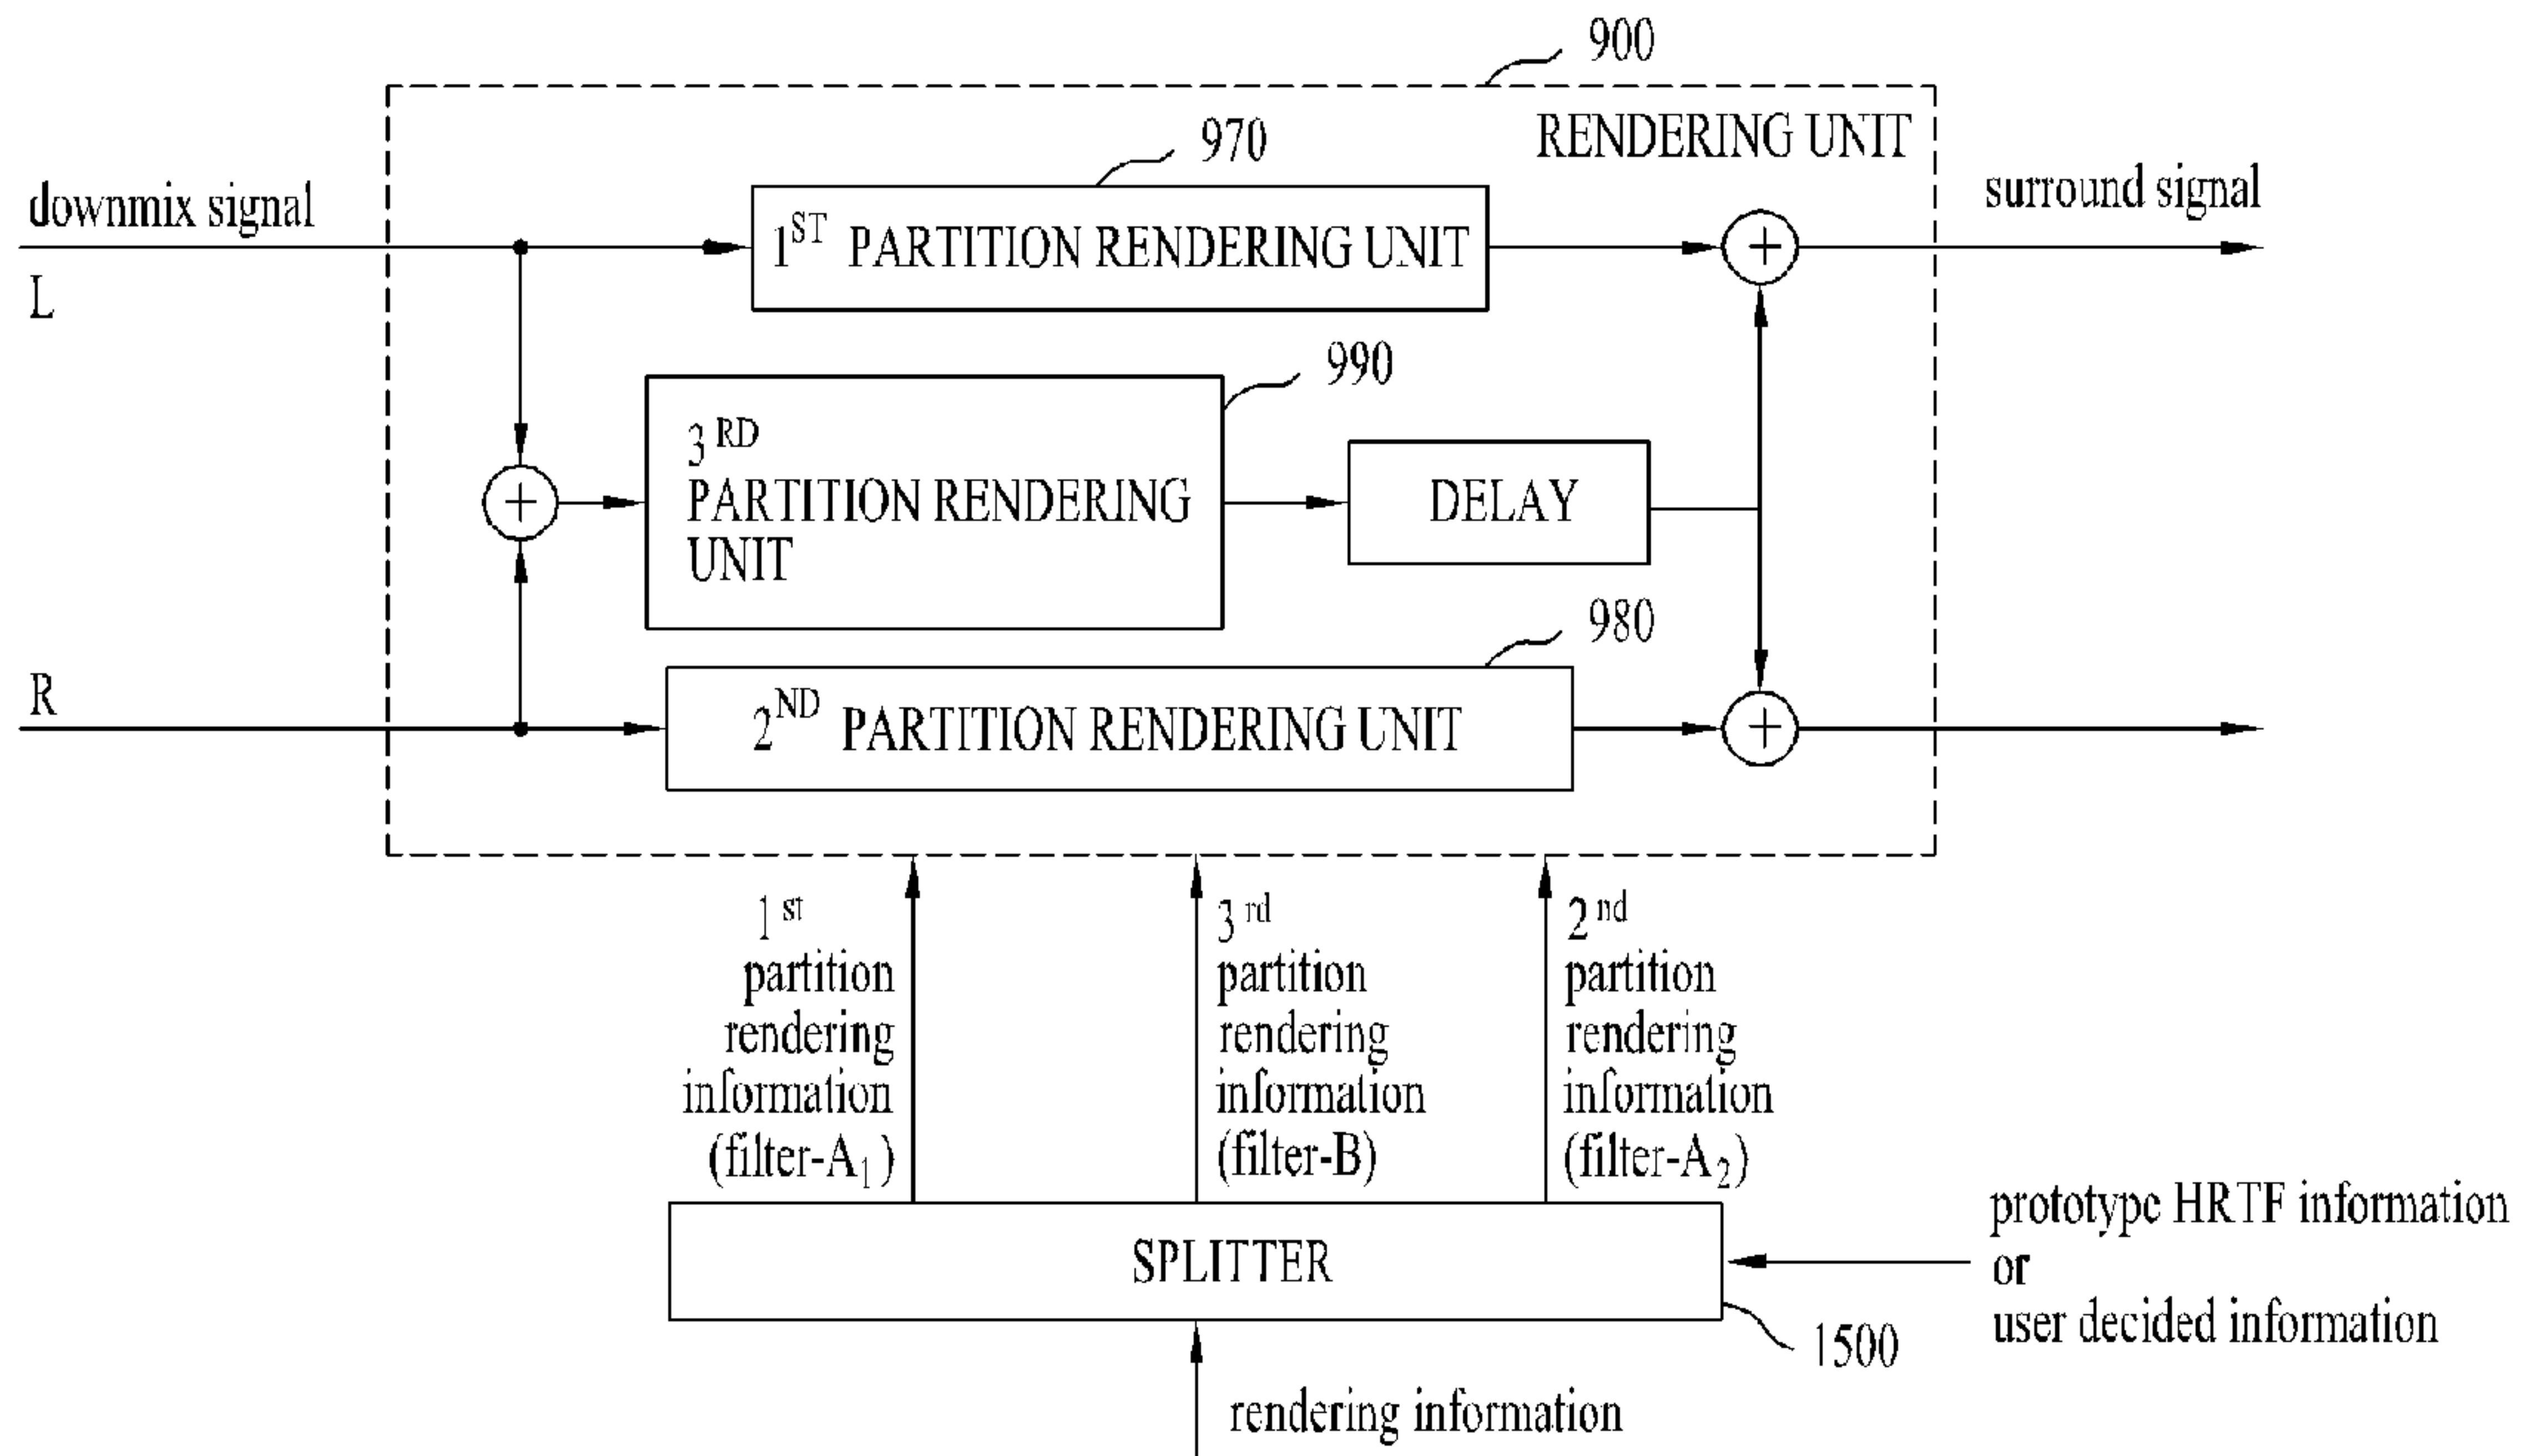 900
RENDERING UNIT
970
downmix signal
L
1ST PARTITION RENDERING UNIT
+
surround signal
990
3RD
PARTITION RENDERING
UNIT
+
DELAY
980
R
2ND PARTITION RENDERING UNIT
+
1st
partition
rendering
information
(filter-A1)
3rd
partition
rendering
information
(filter-B)
2nd
partition
rendering
information
(filter-A2)
SPLITTER
prototype HRTF information
or
user decided information
1500
rendering information